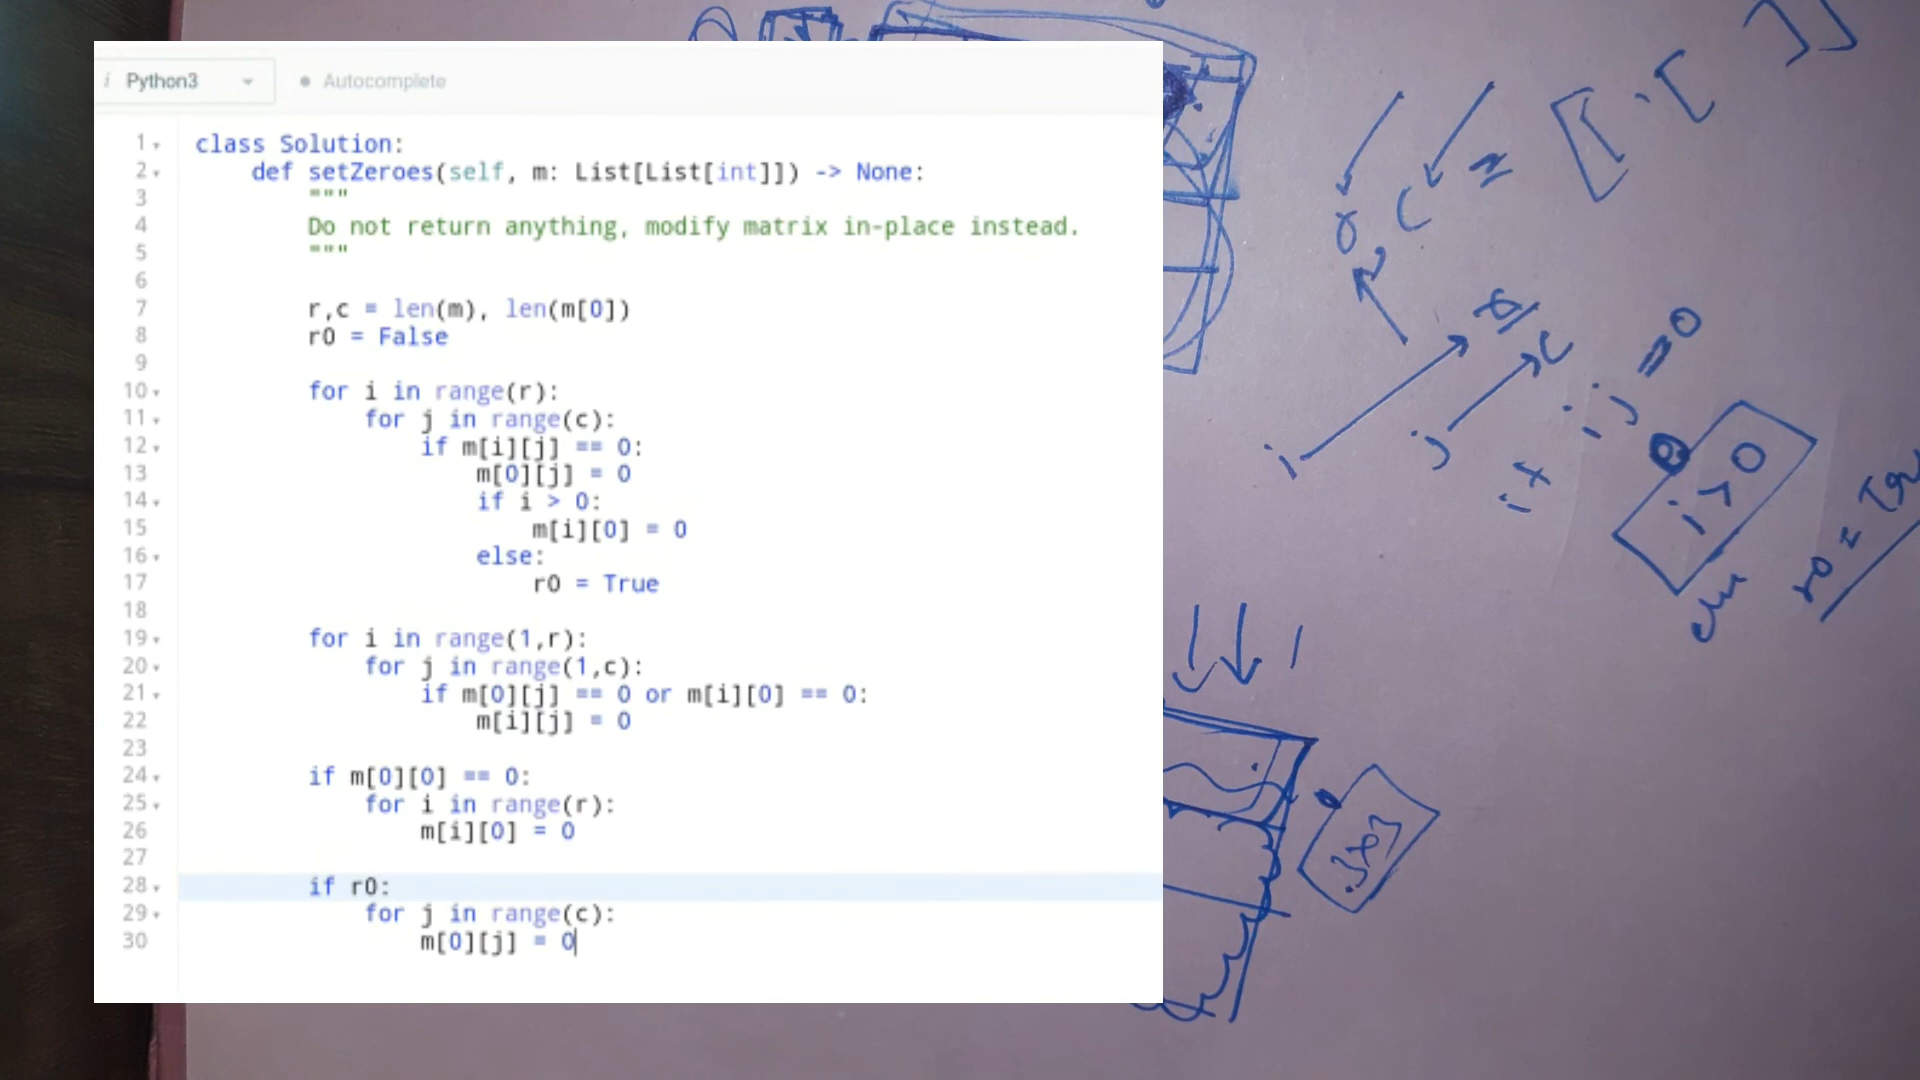 i Python3
Autocomplete
1 class Solution:
2 def setZeroes(self, m: List[List[int]]) -> None:
3 """
4 Do not return anything, modify matrix in-place instead.
5 """
6
7 r,c = len(m), len(m[0])
8 r0 = False
9
10 for i in range(r):
11 for j in range(c):
12 if m[i][j] == 0:
13 m[0][j] = 0
14 if i > 0:
15 m[i][0] = 0
16 else:
17 r0 = True
18
19 for i in range(1,r):
20 for j in range(1,c):
21 if m[0][j] == 0 or m[i][0] == 0:
22 m[i][j] = 0
23
24 if m[0][0] == 0:
25 for i in range(r):
26 m[i][0] = 0
27
28 if r0:
29 for j in range(c):
30 m[0][j] = 0
i
j
if
i j = 0
i > 0